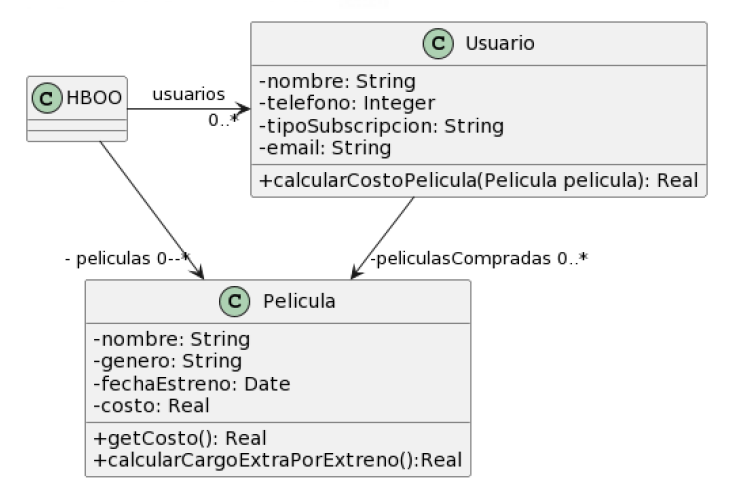 C Usuario
-nombre: String
-telefono: Integer
-tipoSubscripcion: String
-email: String
+calcularCostoPelicula(Pelicula pelicula): Real
C HBOO
usuarios
0..*
- peliculas 0--*
-peliculasCompradas 0..*
C Pelicula
-nombre: String
-genero: String
-fechaEstreno: Date
-costo: Real
+getCosto(): Real
+calcularCargoExtraPorExtreno():Real